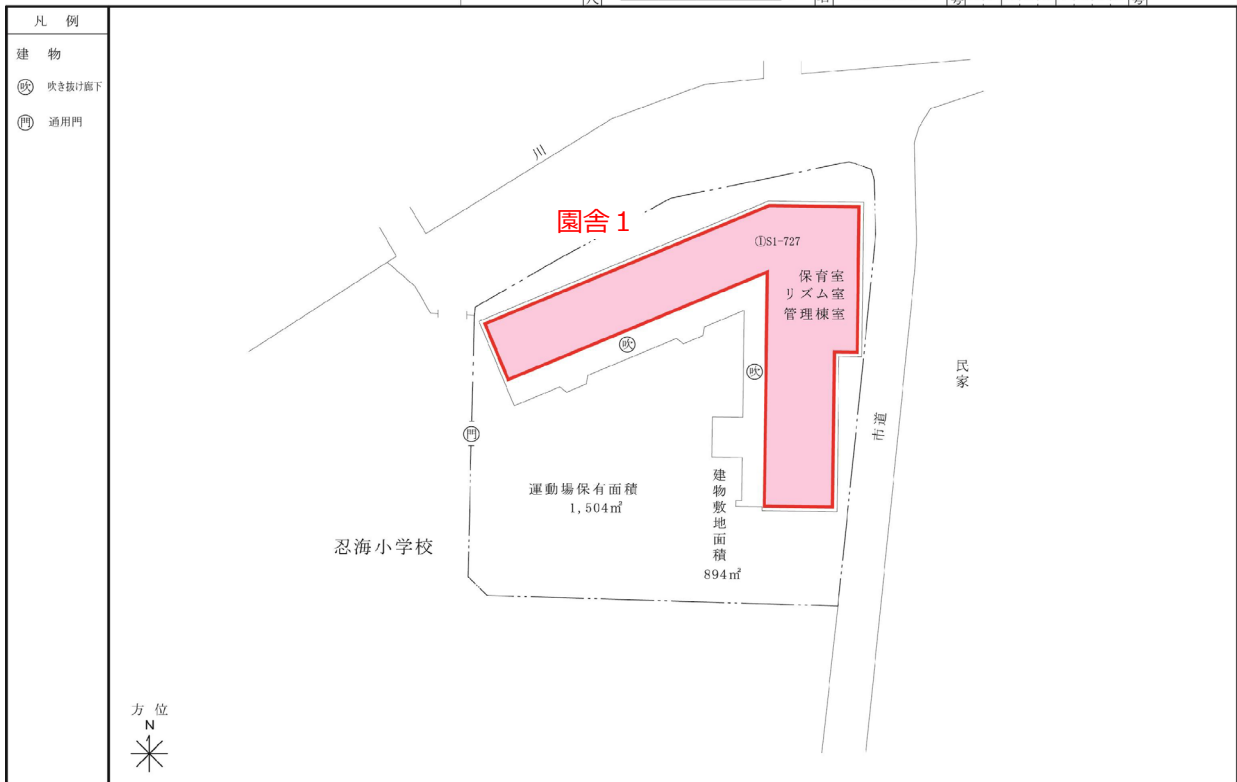 凡 例
建 物
吹 吹き抜け廊下
門 通用門
川
園舎1
①S1-727
保育室
リズム室
管理棟室
吹
吹
民家
市道
門
運動場保有面積
1,504㎡
建物敷地面積
894㎡
忍海小学校
方 位
N